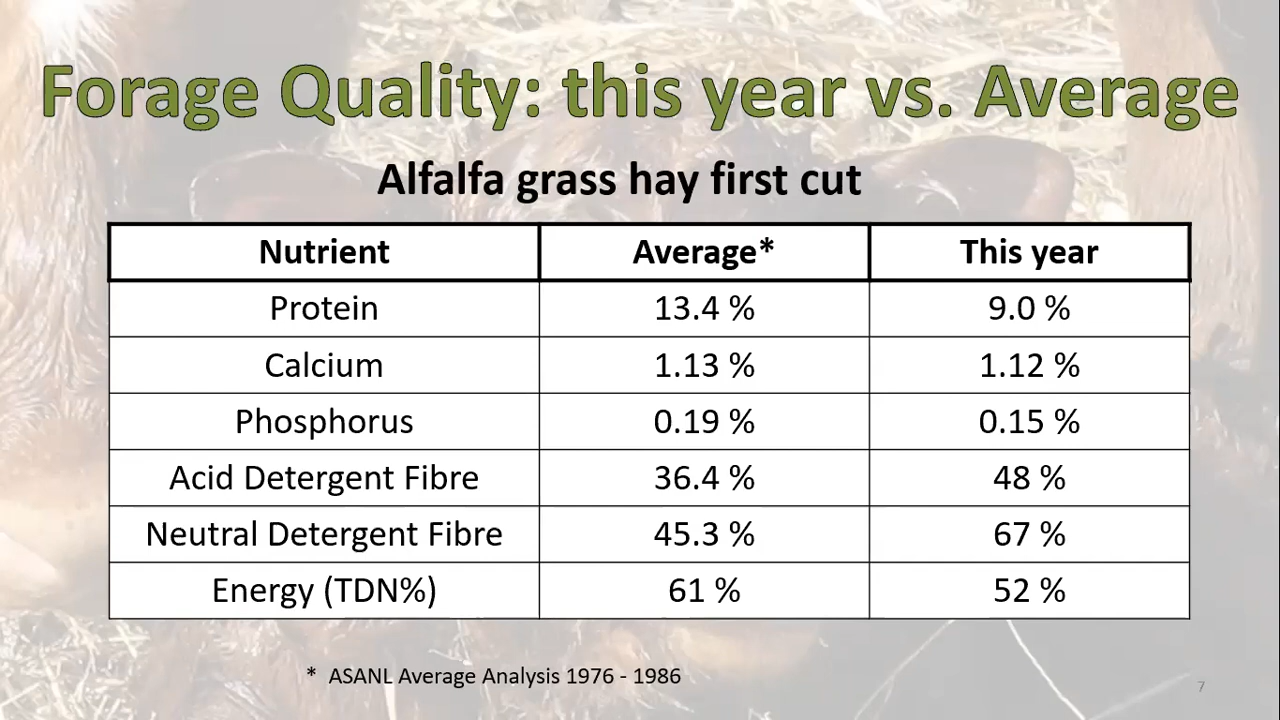 Forage Quality: this year vs. Average
Alfalfa grass hay first cut
Nutrient Average* This year
Protein 13.4 % 9.0 %
Calcium 1.13 % 1.12 %
Phosphorus 0.19 % 0.15 %
Acid Detergent Fibre 36.4 % 48 %
Neutral Detergent Fibre 45.3 % 67 %
Energy (TDN%) 61 % 52 %
* ASANL Average Analysis 1976 - 1986
7